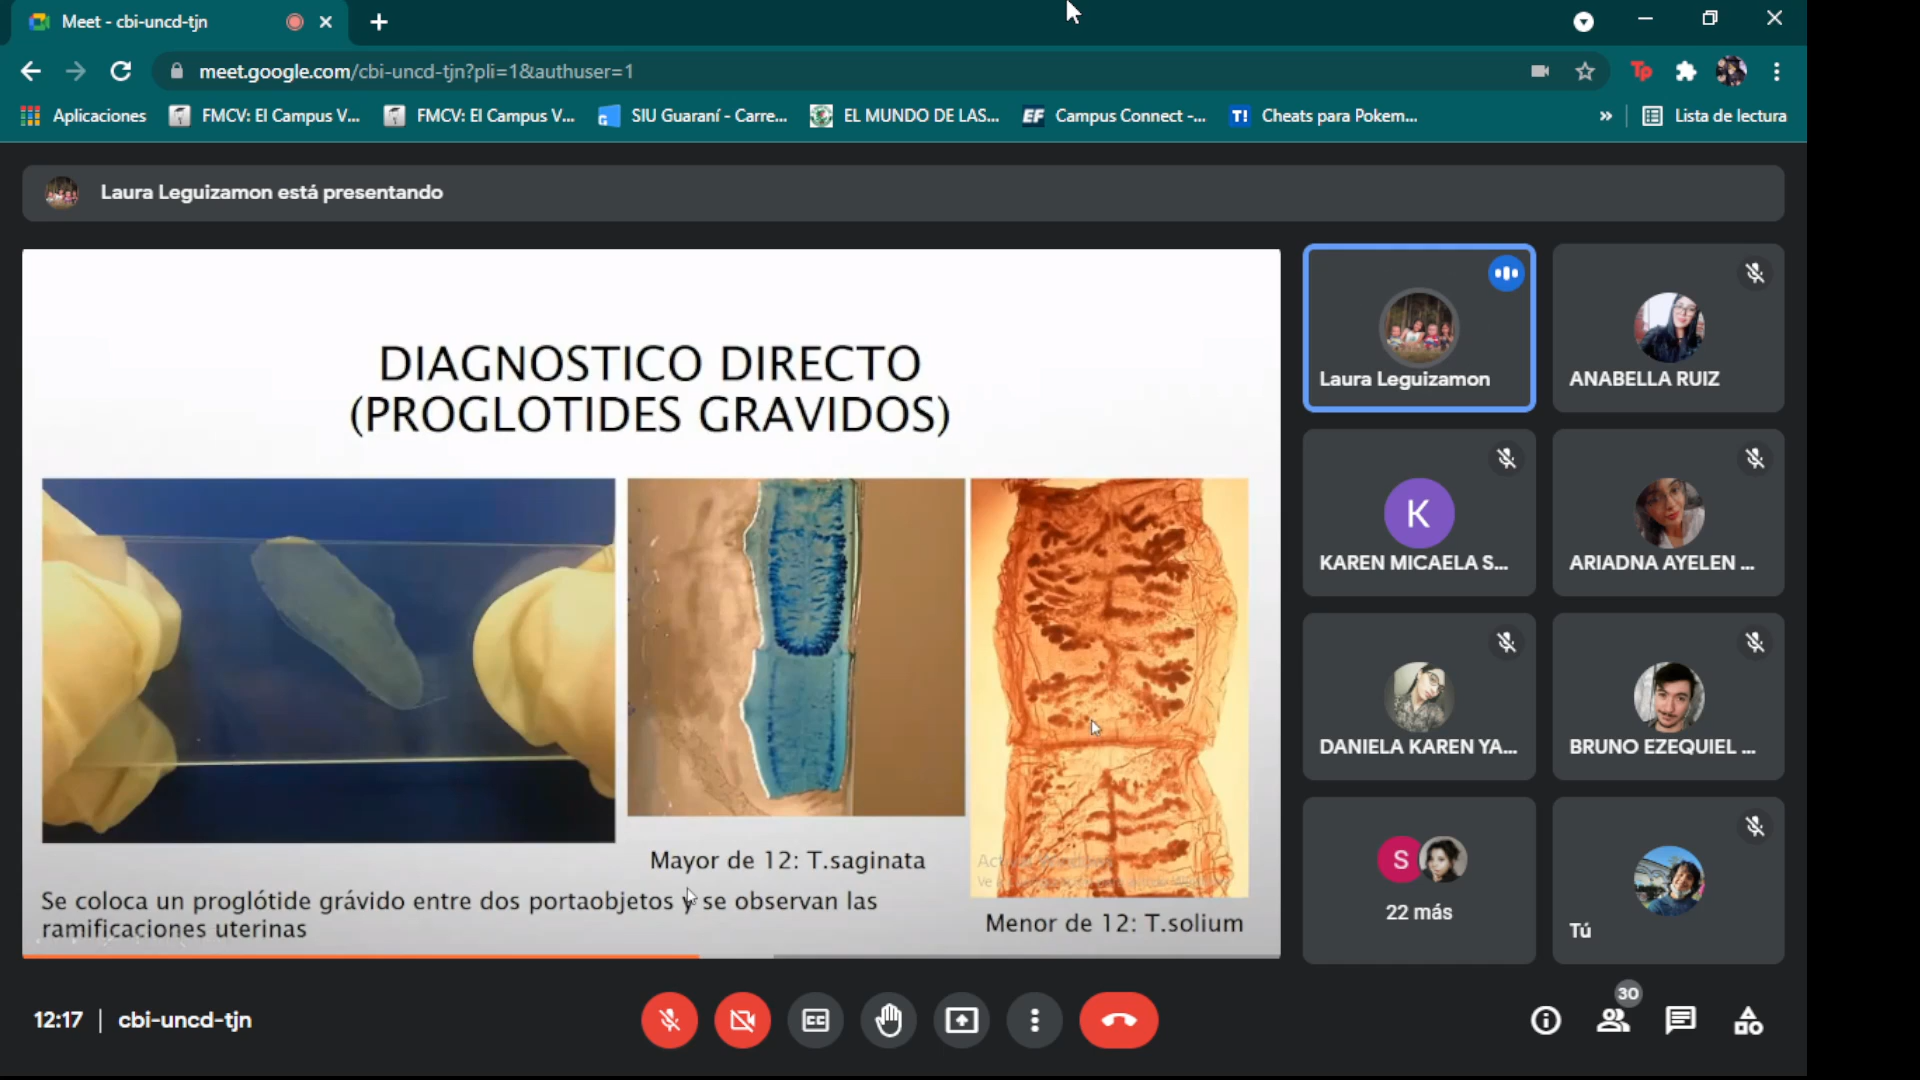 Meet - cbi-uncd-tjn
meet.google.com/cbi-uncd-tjn?pli=1&authuser=1
Tp
Aplicaciones
FMCV: El Campus V...
FMCV: El Campus V...
SIU Guaraní - Carre...
EL MUNDO DE LAS...
EF
Campus Connect -...
T!
Cheats para Pokem...
»
Lista de lectura
Laura Leguizamon está presentando
DIAGNOSTICO DIRECTO
(PROGLOTIDES GRAVIDOS)
Mayor de 12: T.saginata
Se coloca un proglótide grávido entre dos portaobjetos y se observan las
ramificaciones uterinas
Menor de 12: T.solium
Laura Leguizamon
ANABELLA RUIZ
K
KAREN MICAELA S...
ARIADNA AYELEN ...
DANIELA KAREN YA...
BRUNO EZEQUIEL ...
S
22 más
Tú
12:17 | cbi-uncd-tjn
CC
30